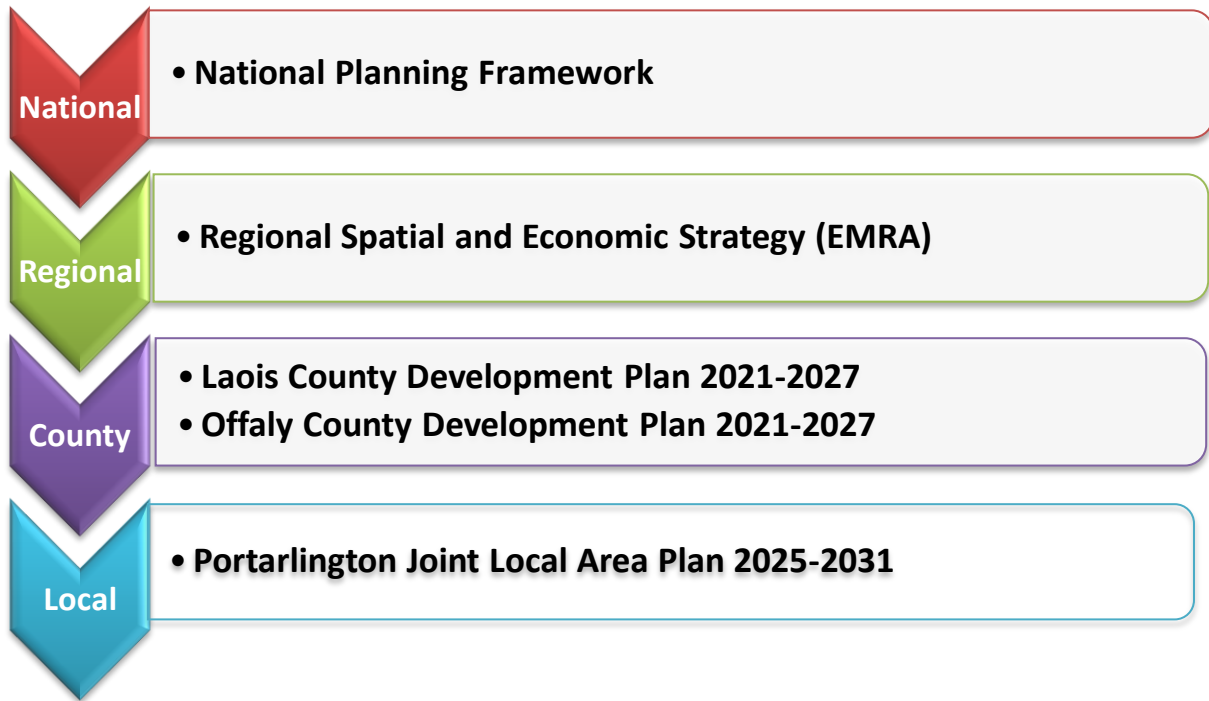 National
• National Planning Framework
Regional
• Regional Spatial and Economic Strategy (EMRA)
County
• Laois County Development Plan 2021-2027
• Offaly County Development Plan 2021-2027
Local
• Portarlington Joint Local Area Plan 2025-2031